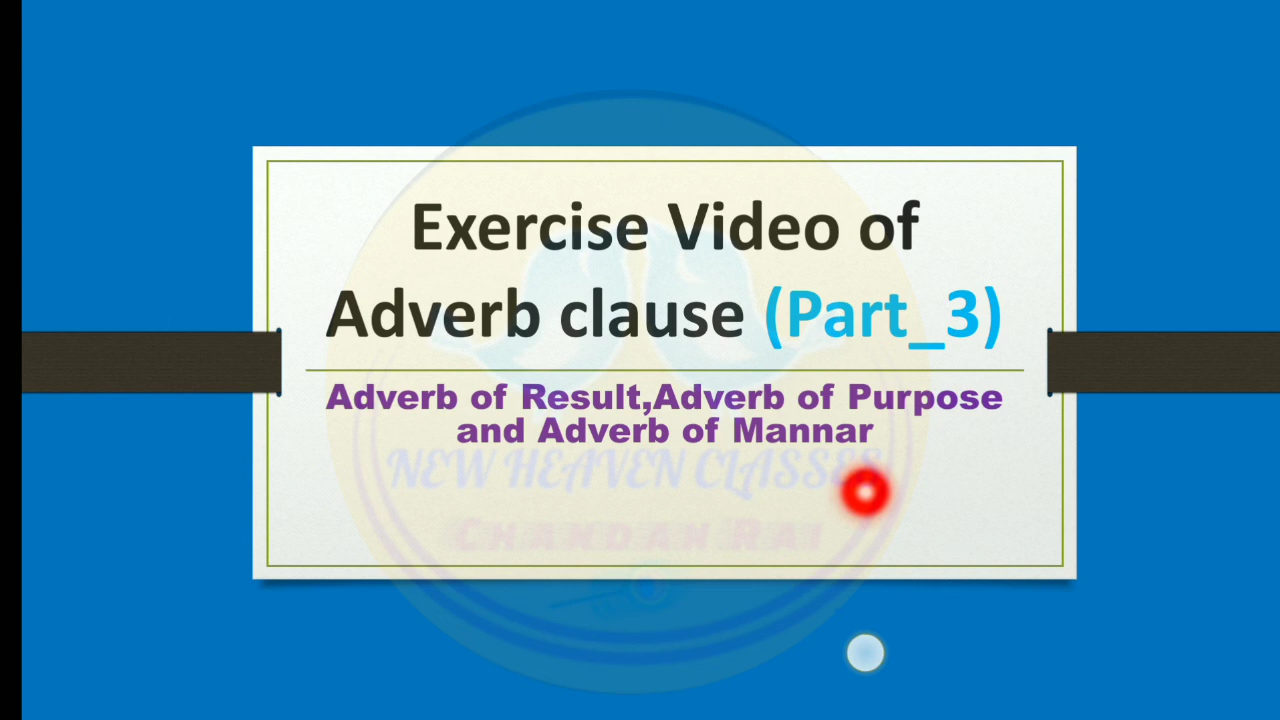 Exercise Video of
Adverb clause (Part_3)
Adverb of Result,Adverb of Purpose
and Adverb of Mannar
NEW HEAVEN CLASSES
CHANDAN RAI